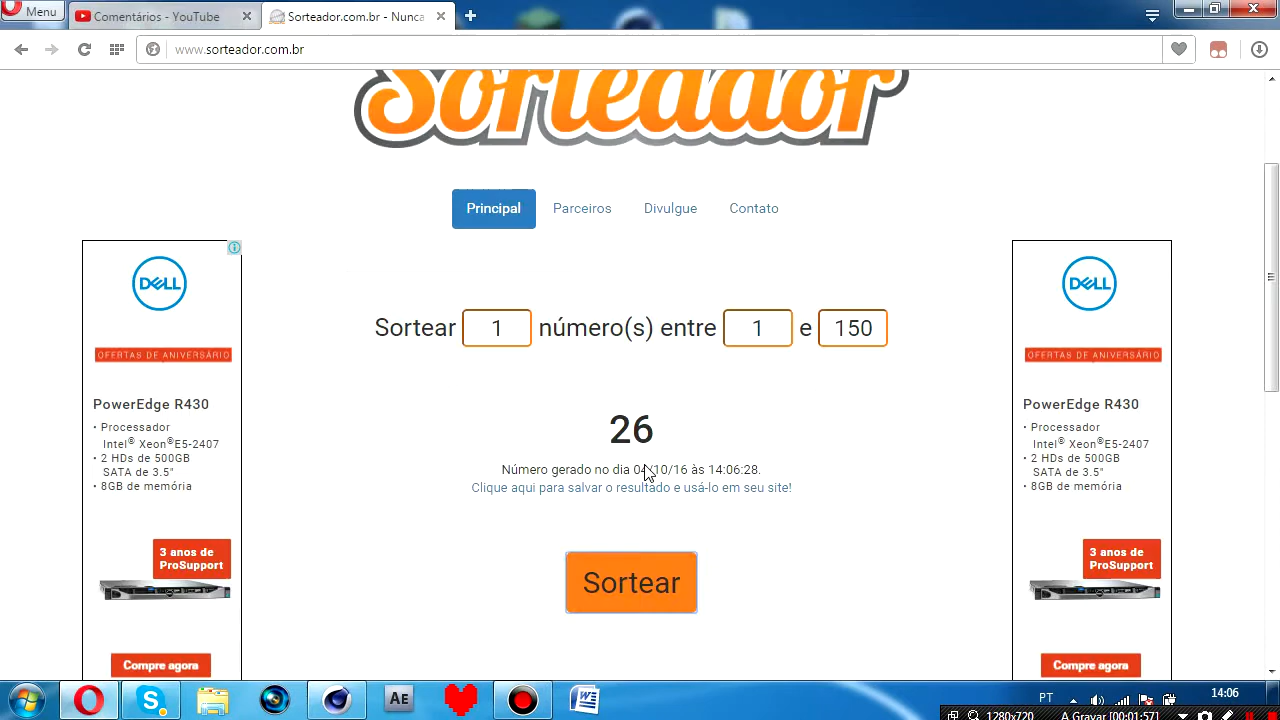 Menu
Comentários - YouTube
Sorteador.com.br - Nunca
www.sorteador.com.br
Sorteador
Principal
Parceiros
Divulgue
Contato
DELL
OFERTAS DE ANIVERSÁRIO
PowerEdge R430
• Processador
Intel® Xeon®E5-2407
• 2 HDs de 500GB
SATA de 3.5"
• 8GB de memória
3 anos de
ProSupport
Compre agora
Sortear 1 número(s) entre 1 e 150
26
Número gerado no dia 04/10/16 às 14:06:28.
Clique aqui para salvar o resultado e usá-lo em seu site!
Sortear
DELL
OFERTAS DE ANIVERSÁRIO
PowerEdge R430
• Processador
Intel® Xeon®E5-2407
• 2 HDs de 500GB
SATA de 3.5"
• 8GB de memória
3 anos de
ProSupport
Compre agora
AE
PT
14:06
1280x720
A Gravar [00:01:57]